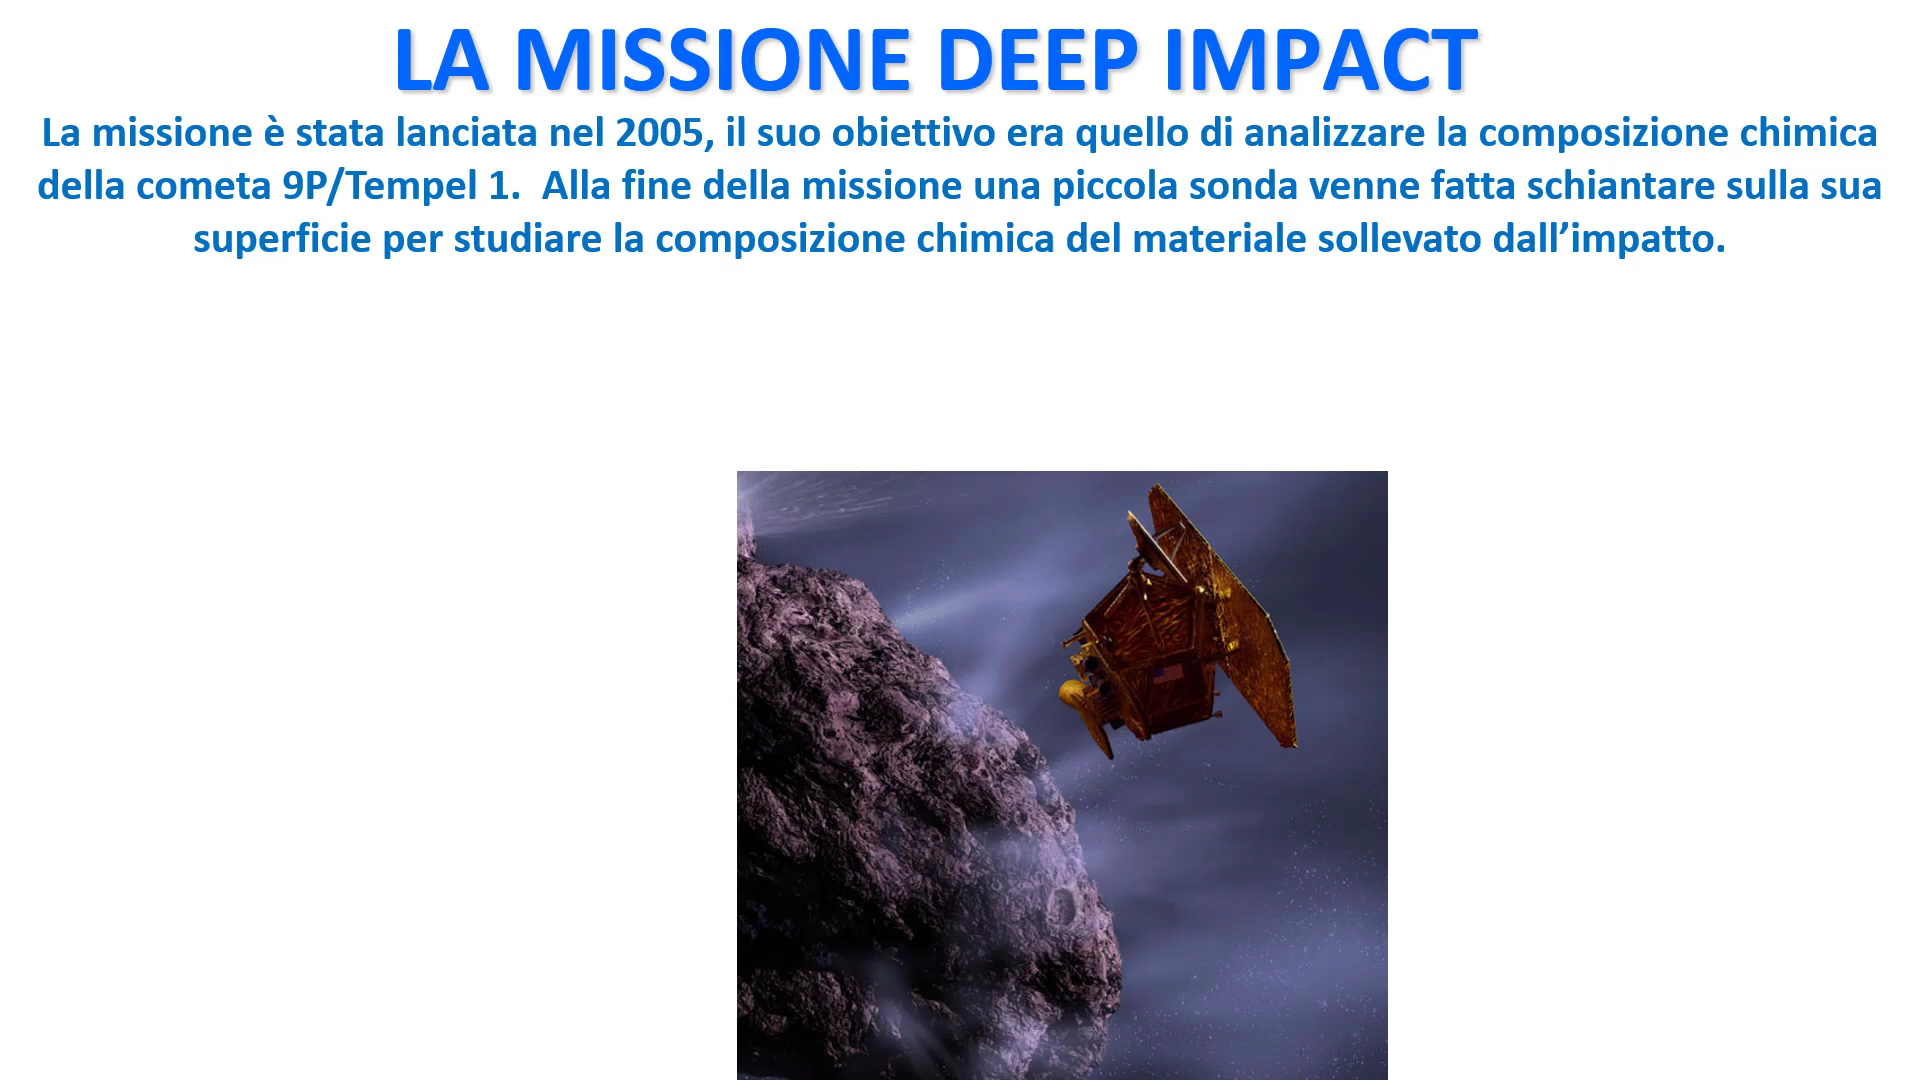 LA MISSIONE DEEP IMPACT
La missione è stata lanciata nel 2005, il suo obiettivo era quello di analizzare la composizione chimica
della cometa 9P/Tempel 1.  Alla fine della missione una piccola sonda venne fatta schiantare sulla sua
superficie per studiare la composizione chimica del materiale sollevato dall’impatto.